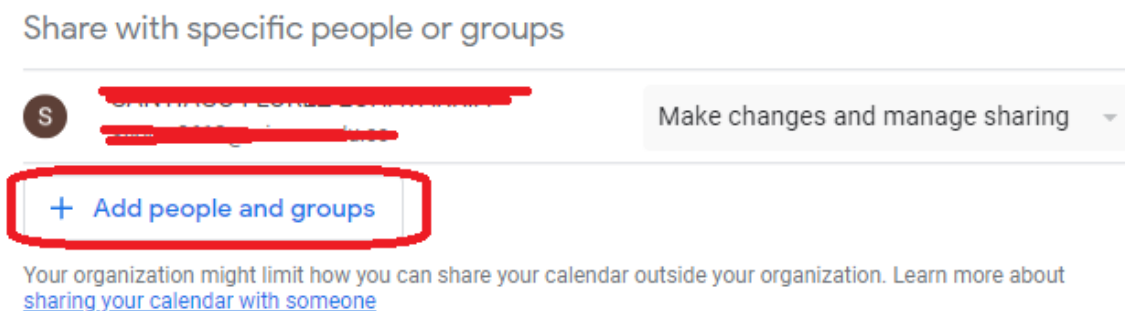 Share with specific people or groups
S
Make changes and manage sharing
+ Add people and groups
Your organization might limit how you can share your calendar outside your organization. Learn more about
sharing your calendar with someone